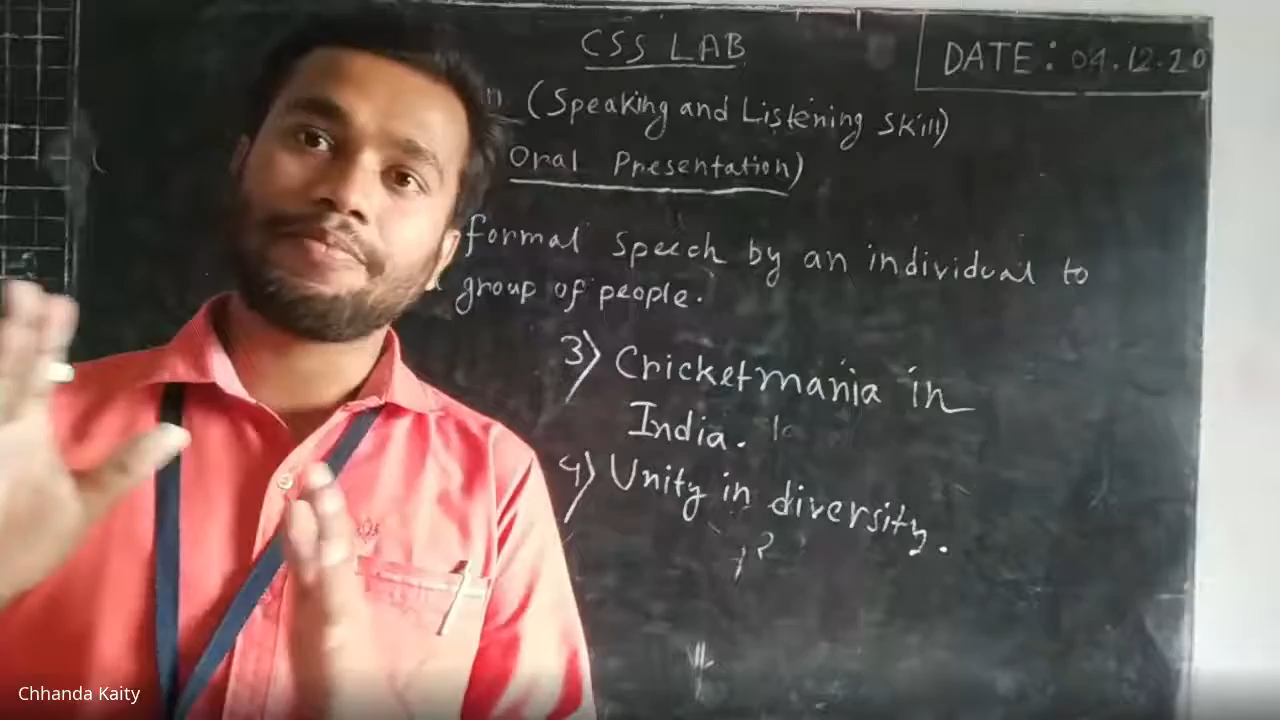 CSS LAB
DATE: 04.12.20
(Speaking and Listening skill)
Oral Presentation)
formal speech by an individual to
group of people.
3) Cricketmania in
India.
4) Unity in diversity.
Chhanda Kaity